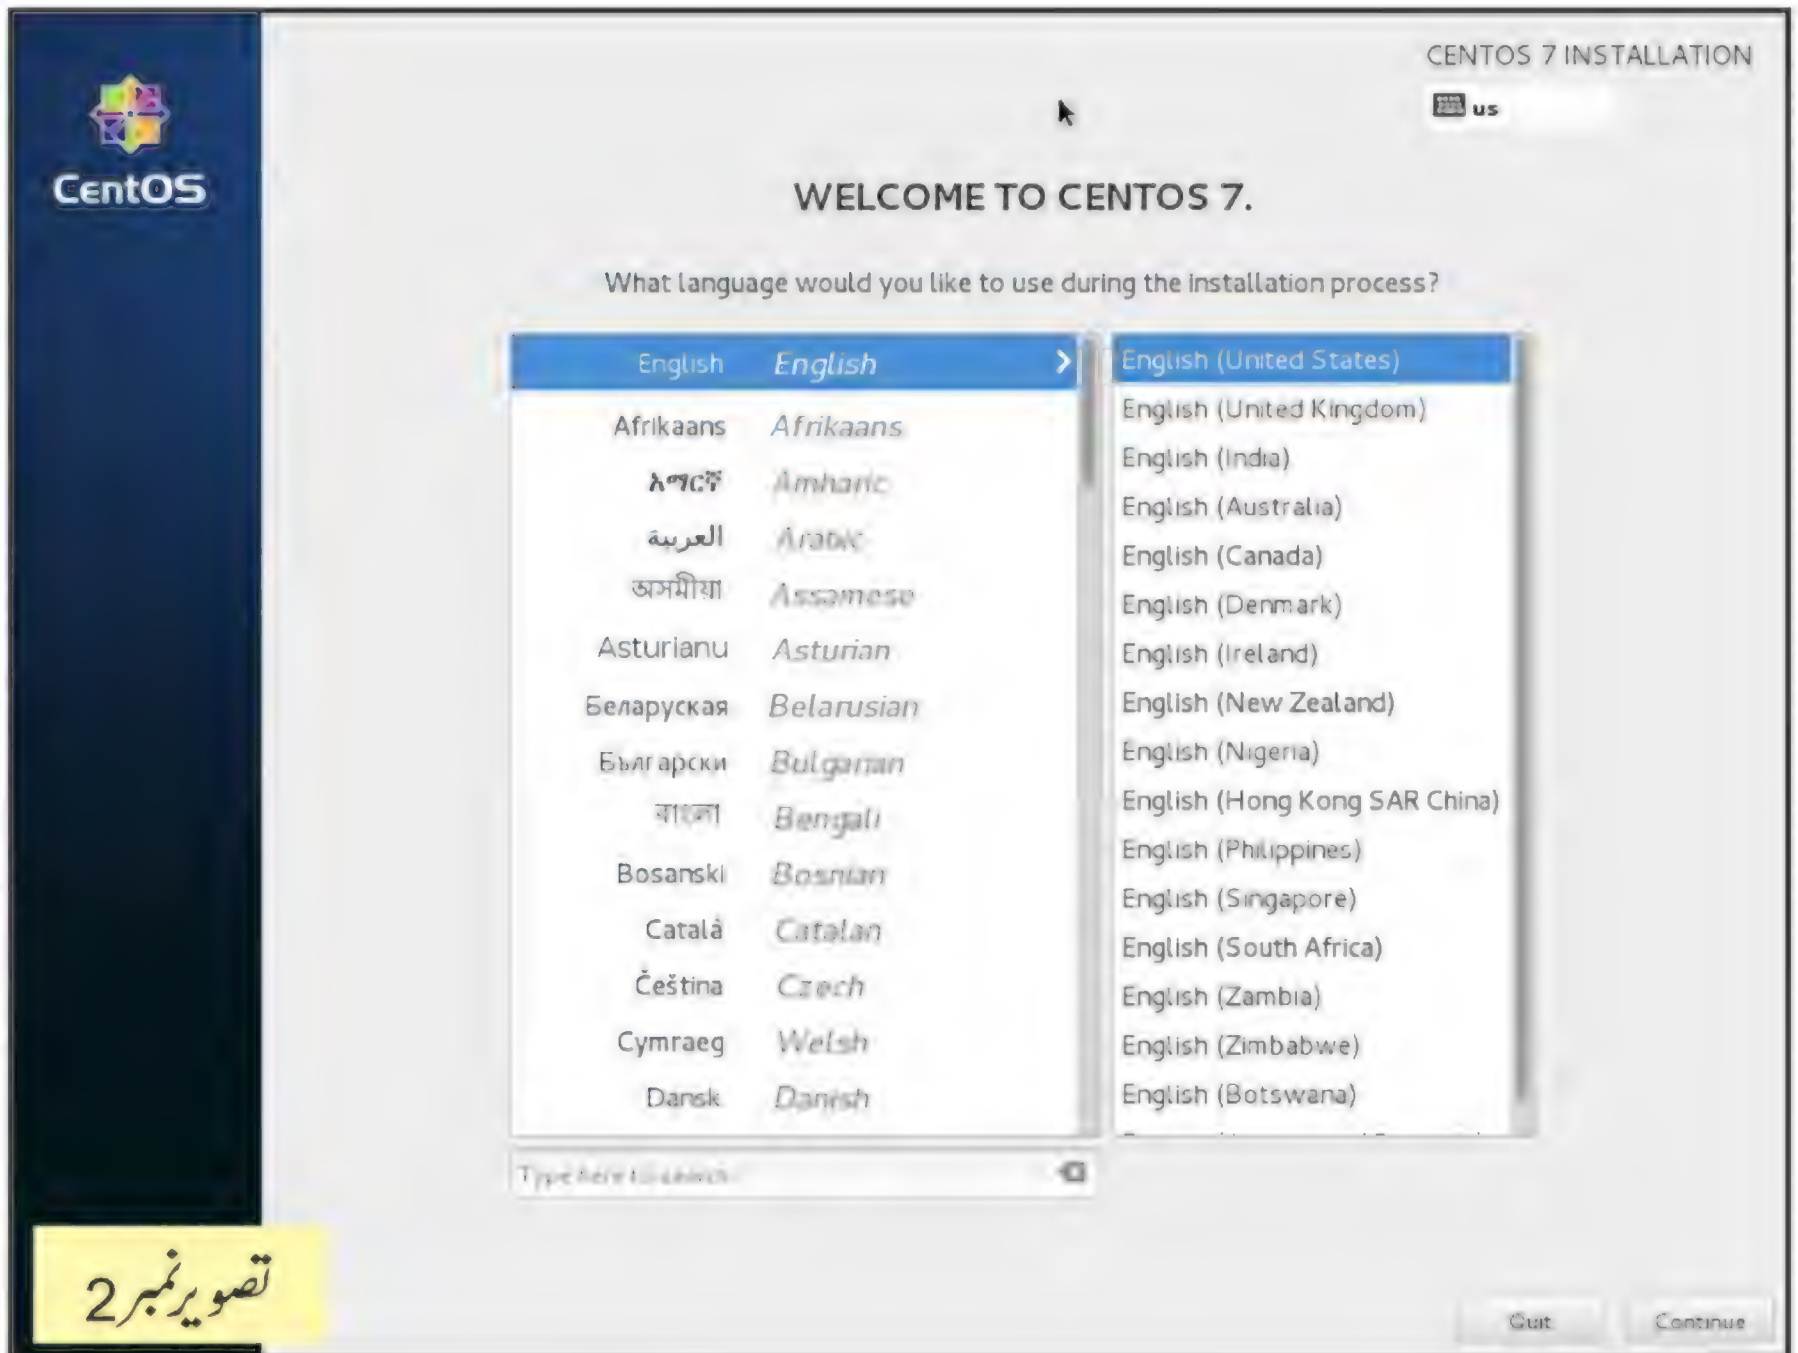 CENTOS 7 INSTALLATION
us
CentOS
WELCOME TO CENTOS 7.
What language would you like to use during the installation process?
English English
Afrikaans Afrikaans
አማርኛ Amharic
العربية Arabic
অসমীয়া Assamese
Asturianu Asturian
Беларуская Belarusian
Български Bulgarian
বাংলা Bengali
Bosanski Bosnian
Català Catalan
Čeština Czech
Cymraeg Welsh
Dansk Danish
English (United States)
English (United Kingdom)
English (India)
English (Australia)
English (Canada)
English (Denmark)
English (Ireland)
English (New Zealand)
English (Nigeria)
English (Hong Kong SAR China)
English (Philippines)
English (Singapore)
English (South Africa)
English (Zambia)
English (Zimbabwe)
English (Botswana)
Type here to search.
تصویر نمبر 2
Quit Continue